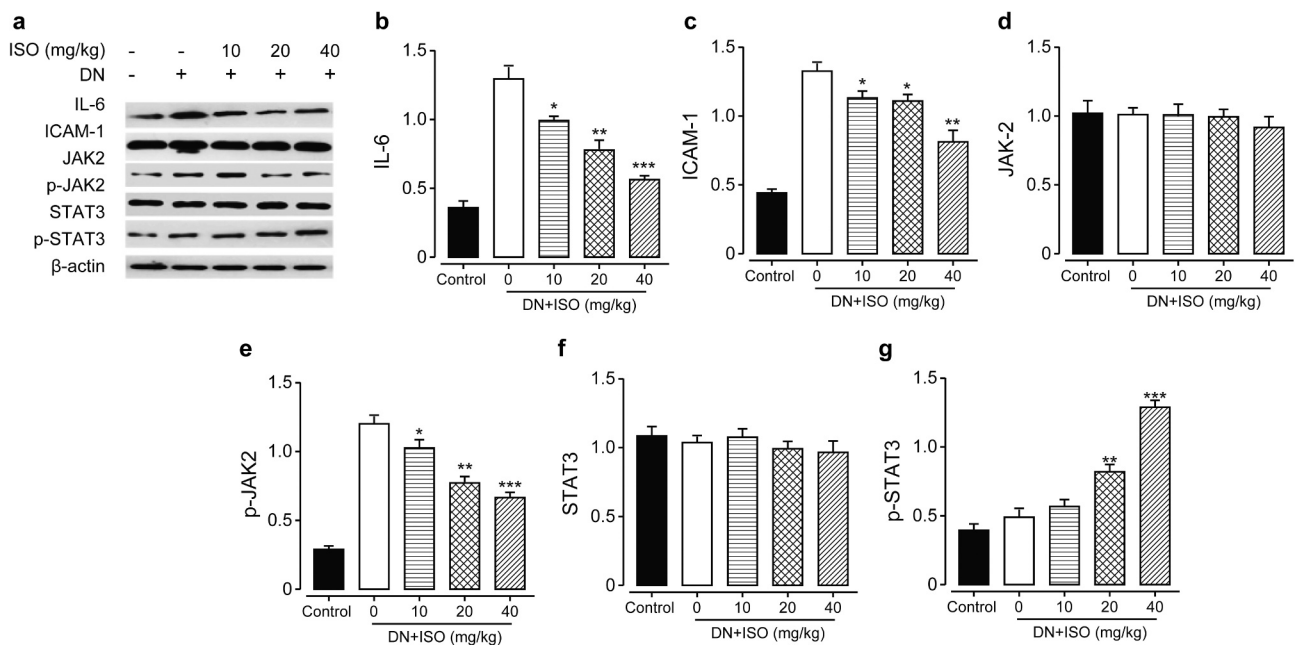 a
ISO (mg/kg) - - 10 20 40
DN - + + + +
IL-6
ICAM-1
JAK2
p-JAK2
STAT3
p-STAT3
β-actin
b
IL-6
1.5
1.0
0.5
0
*
**
***
Control 0 10 20 40
DN+ISO (mg/kg)
c
ICAM-1
1.5
1.0
0.5
0
*
*
**
Control 0 10 20 40
DN+ISO (mg/kg)
d
JAK-2
1.5
1.0
0.5
0
Control 0 10 20 40
DN+ISO (mg/kg)
e
p-JAK2
1.5
1.0
0.5
0
*
**
***
Control 0 10 20 40
DN+ISO (mg/kg)
f
STAT3
1.5
1.0
0.5
0
Control 0 10 20 40
DN+ISO (mg/kg)
g
p-STAT3
1.5
1.0
0.5
0
**
***
Control 0 10 20 40
DN+ISO (mg/kg)